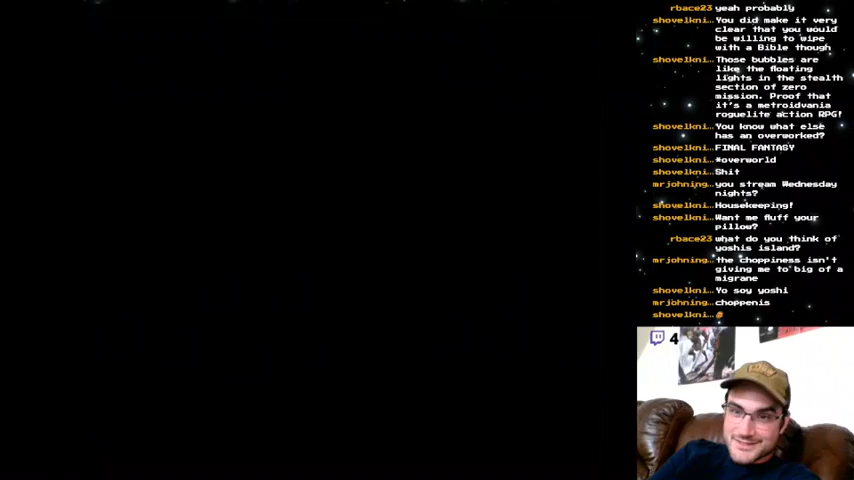 rbace23 yeah probably
shovelkni... You did make it very
clear that you would
be willing to wipe
with a Bible though
shovelkni... Those bubbles are
like the floating
lights in the stealth
section of zero
mission. Proof that
it's a metroidvania
roguelite action RPG!
shovelkni... You know what else
has an overworked?
shovelkni... FINAL FANTASY
shovelkni... *overworld
shovelkni... Shit
mrjohning... you stream Wednesday
nights?
shovelkni... Housekeeping!
shovelkni... Want me fluff your
pillow?
rbace23 what do you think of
yoshis island?
mrjohning... the choppiness isn't
giving me to big of a
migrane
shovelkni... Yo soy yoshi
mrjohning... choppenis
shovelkni...
4